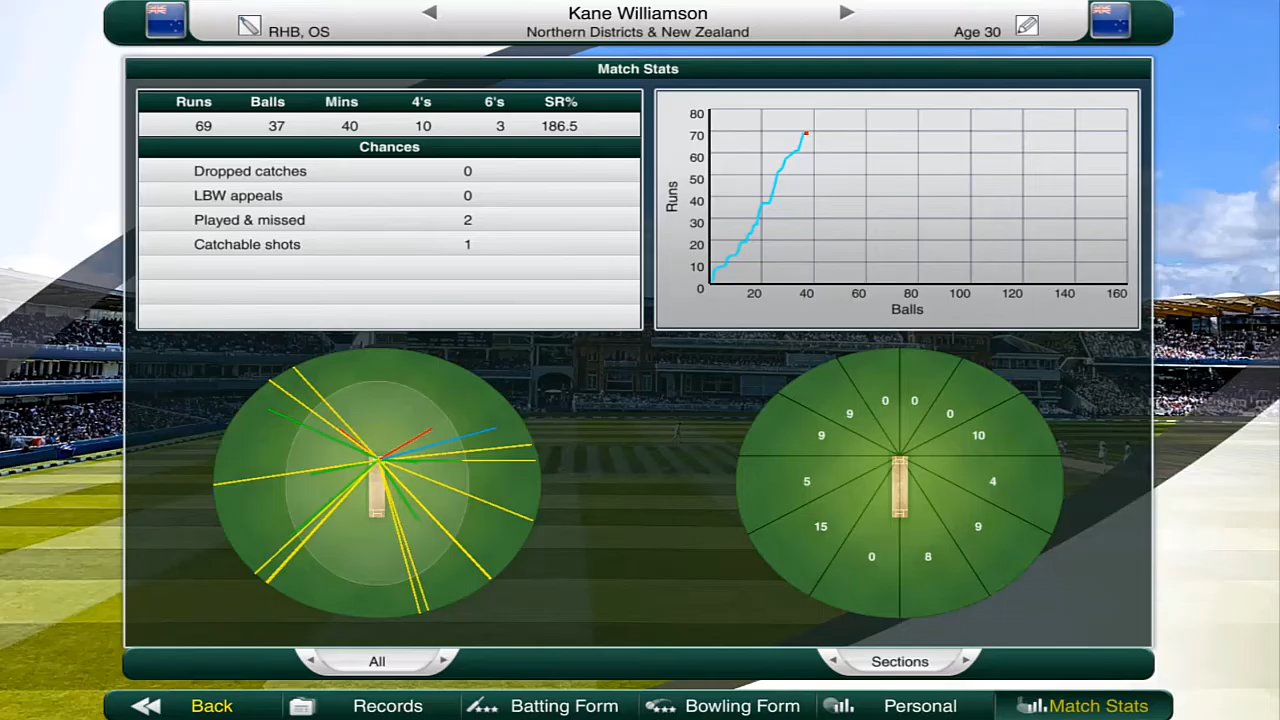 Kane Williamson
RHB, OS
Northern Districts & New Zealand
Age 30
Match Stats
Runs Balls Mins 4's 6's SR%
69 37 40 10 3 186.5
Chances
Dropped catches 0
LBW appeals 0
Played & missed 2
Catchable shots 1
80
70
60
50
40
30
20
10
0
Runs
20 40 60 80 100 120 140 160
Balls
0 0
9 0
9 10
5 4
15 9
0 8
All
Sections
Back Records Batting Form Bowling Form Personal Match Stats